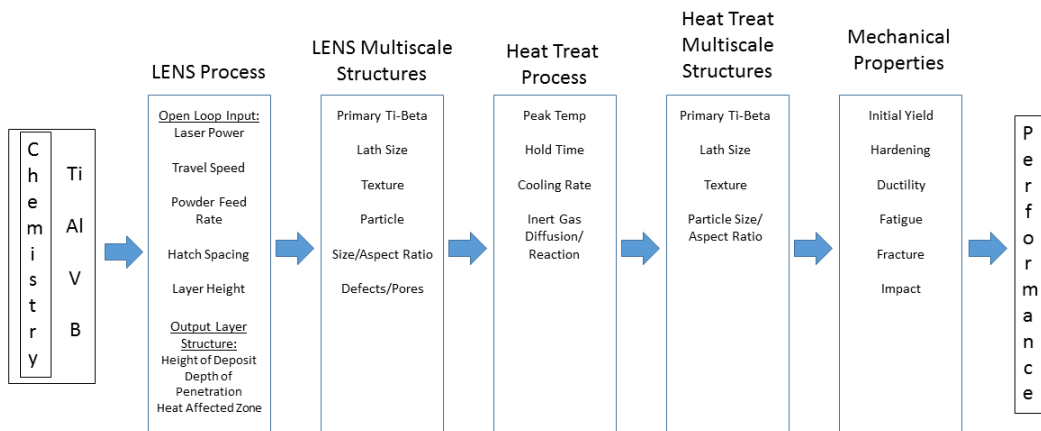 Chemistry
Ti
Al
V
B
LENS Process
Open Loop Input:
Laser Power
Travel Speed
Powder Feed
Rate
Hatch Spacing
Layer Height
Output Layer
Structure:
Height of Deposit
Depth of
Penetration
Heat Affected Zone
LENS Multiscale
Structures
Primary Ti-Beta
Lath Size
Texture
Particle
Size/Aspect Ratio
Defects/Pores
Heat Treat
Process
Peak Temp
Hold Time
Cooling Rate
Inert Gas
Diffusion/
Reaction
Heat Treat
Multiscale
Structures
Primary Ti-Beta
Lath Size
Texture
Particle Size/
Aspect Ratio
Mechanical
Properties
Initial Yield
Hardening
Ductility
Fatigue
Fracture
Impact
Performance